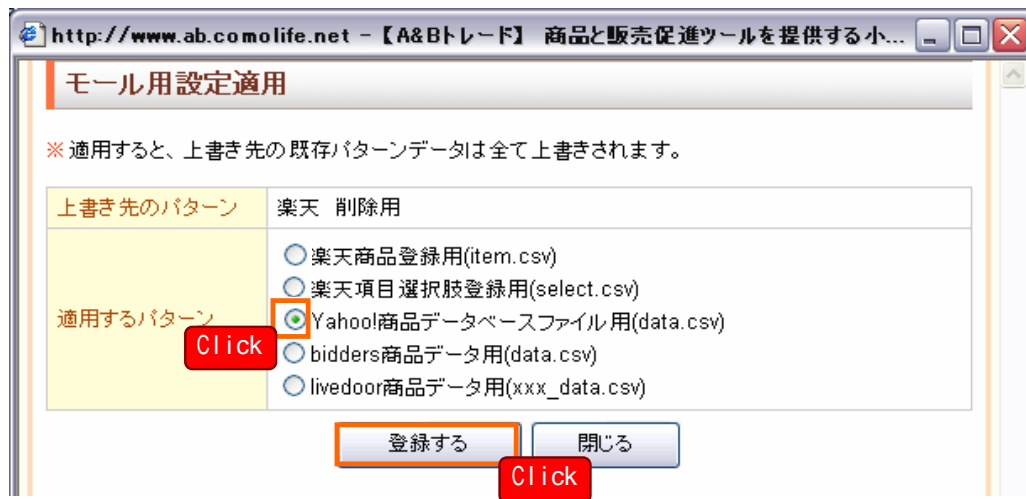 http://www.ab.comolife.net - 【A&Bトレード】 商品と販売促進ツールを提供する小...
モール用設定適用
※適用すると、上書き先の既存パターンデータは全て上書きされます。
上書き先のパターン 楽天 削除用
適用するパターン
楽天商品登録用(item.csv)
楽天項目選択肢登録用(select.csv)
Yahoo!商品データベースファイル用(data.csv)
Click
bidders商品データ用(data.csv)
livedoor商品データ用(xxx_data.csv)
登録する 閉じる
Click